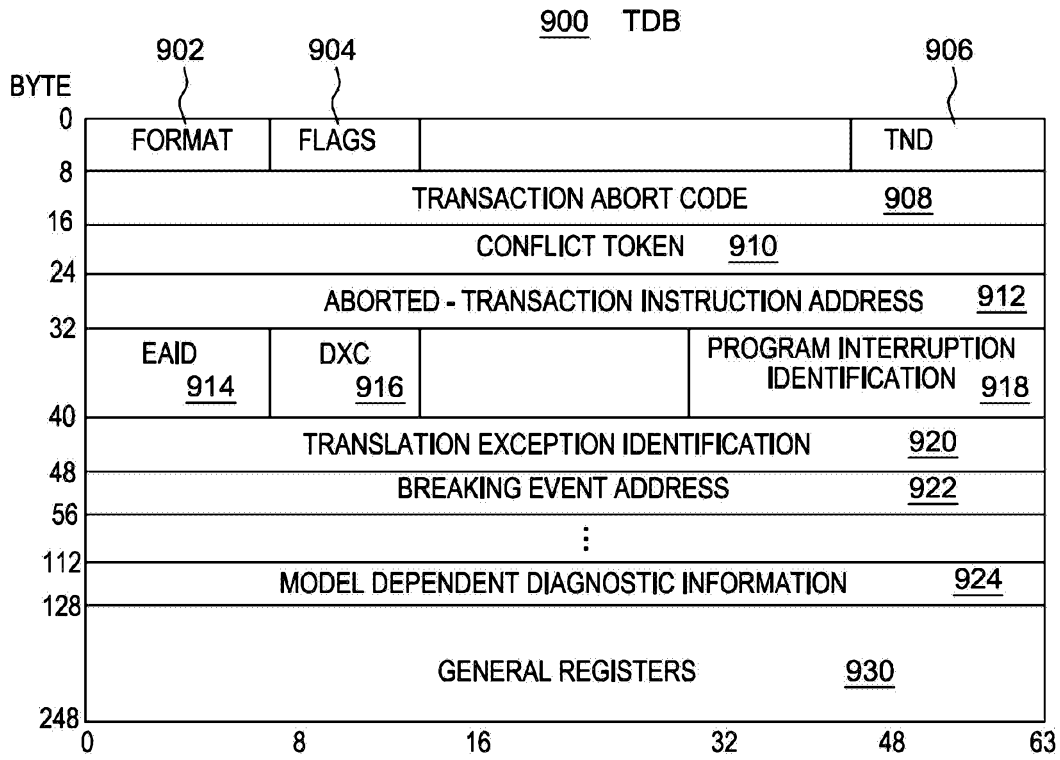 900 TDB
902 904 906
BYTE
0
FORMAT FLAGS TND
8
TRANSACTION ABORT CODE 908
16
CONFLICT TOKEN 910
24
ABORTED - TRANSACTION INSTRUCTION ADDRESS 912
32
EAID DXC PROGRAM INTERRUPTION
914 916 IDENTIFICATION 918
40
TRANSLATION EXCEPTION IDENTIFICATION 920
48
BREAKING EVENT ADDRESS 922
56
⋮
112
MODEL DEPENDENT DIAGNOSTIC INFORMATION 924
128
GENERAL REGISTERS 930
248
0 8 16 32 48 63